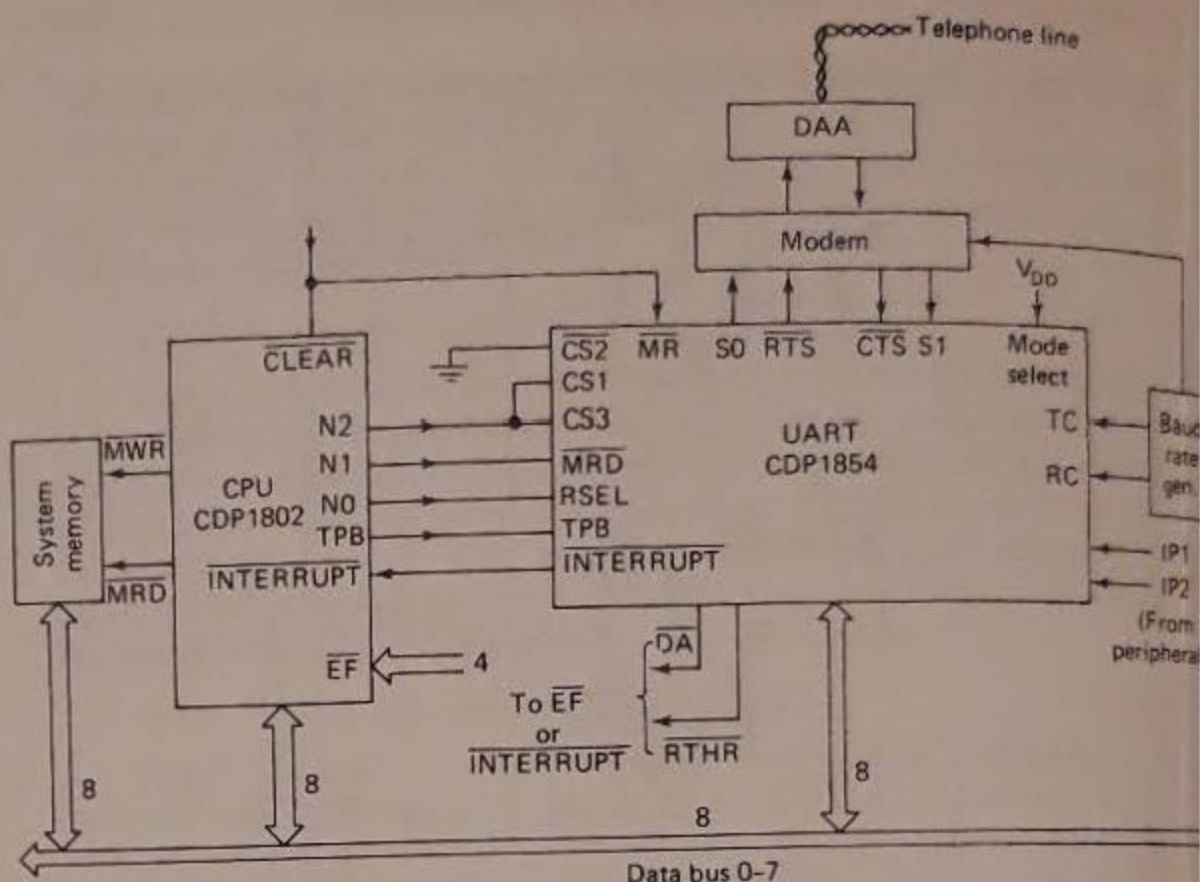 Telephone line
DAA
Modem
V_DD
CLEAR
CS2
MR
S0
RTS
CTS
S1
Mode
select
CS1
N2
CS3
TC
UART
CDP1854
MWR
N1
MRD
RC
rate
gen.
CPU
CDP1802
N0
RSEL
System
memory
TPB
TPB
INTERRUPT
INTERRUPT
IP1
IP2
MRD
(From
DA
EF
4
To EF
or
INTERRUPT
RTHR
8
8
8
8
Data bus 0–7